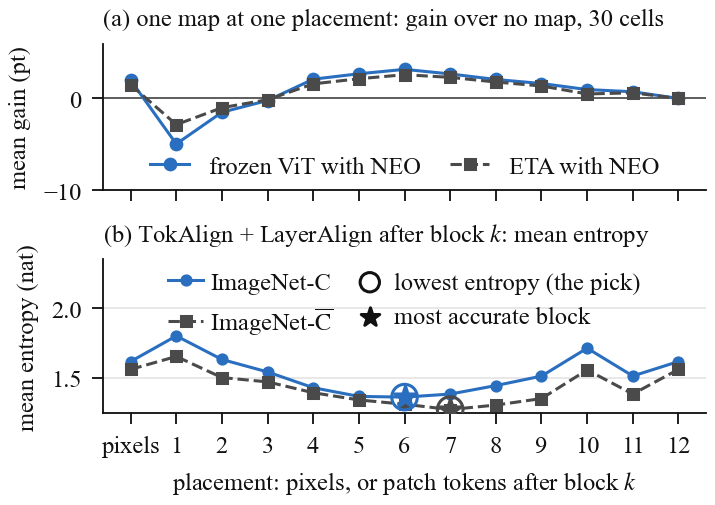 (a) one map at one placement: gain over no map, 30 cells
mean gain (pt)
0
−10
frozen ViT with NEO
ETA with NEO
(b) TokAlign + LayerAlign after block k: mean entropy
mean entropy (nat)
2.0
1.5
ImageNet-C
ImageNet-C̅
lowest entropy (the pick)
most accurate block
pixels 1 2 3 4 5 6 7 8 9 10 11 12
placement: pixels, or patch tokens after block k